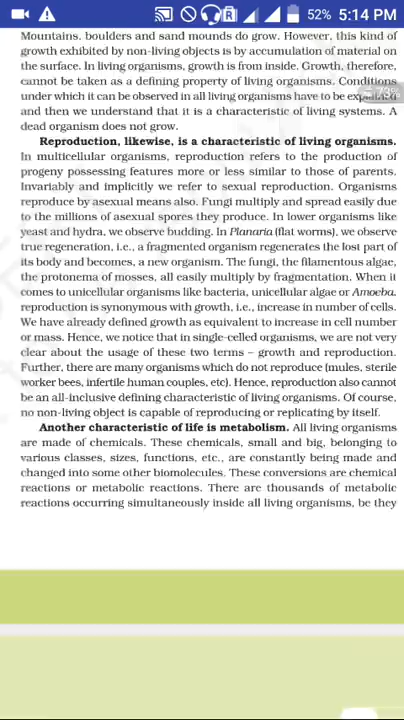 52% 5:14 PM
Mountains, boulders and sand mounds do grow. However, this kind of
growth exhibited by non-living objects is by accumulation of material on
the surface. In living organisms, growth is from inside. Growth, therefore,
cannot be taken as a defining property of living organisms. Conditions
under which it can be observed in all living organisms have to be
and then we understand that it is a characteristic of living systems. A
dead organism does not grow.
Reproduction, likewise, is a characteristic of living organisms.
In multicellular organisms, reproduction refers to the production of
progeny possessing features more or less similar to those of parents.
Invariably and implicitly we refer to sexual reproduction. Organisms
reproduce by asexual means also. Fungi multiply and spread easily due
to the millions of asexual spores they produce. In lower organisms like
yeast and hydra, we observe budding. In Planaria (flat worms), we observe
true regeneration, i.e., a fragmented organism regenerates the lost part of
its body and becomes, a new organism. The fungi, the filamentous algae,
the protonema of mosses, all easily multiply by fragmentation. When it
comes to unicellular organisms like bacteria, unicellular algae or Amoeba,
reproduction is synonymous with growth, i.e., increase in number of cells.
We have already defined growth as equivalent to increase in cell number
or mass. Hence, we notice that in single-celled organisms, we are not very
clear about the usage of these two terms – growth and reproduction.
Further, there are many organisms which do not reproduce (mules, sterile
worker bees, infertile human couples, etc). Hence, reproduction also cannot
be an all-inclusive defining characteristic of living organisms. Of course,
no non-living object is capable of reproducing or replicating by itself.
Another characteristic of life is metabolism. All living organisms
are made of chemicals. These chemicals, small and big, belonging to
various classes, sizes, functions, etc., are constantly being made and
changed into some other biomolecules. These conversions are chemical
reactions or metabolic reactions. There are thousands of metabolic
reactions occurring simultaneously inside all living organisms, be they